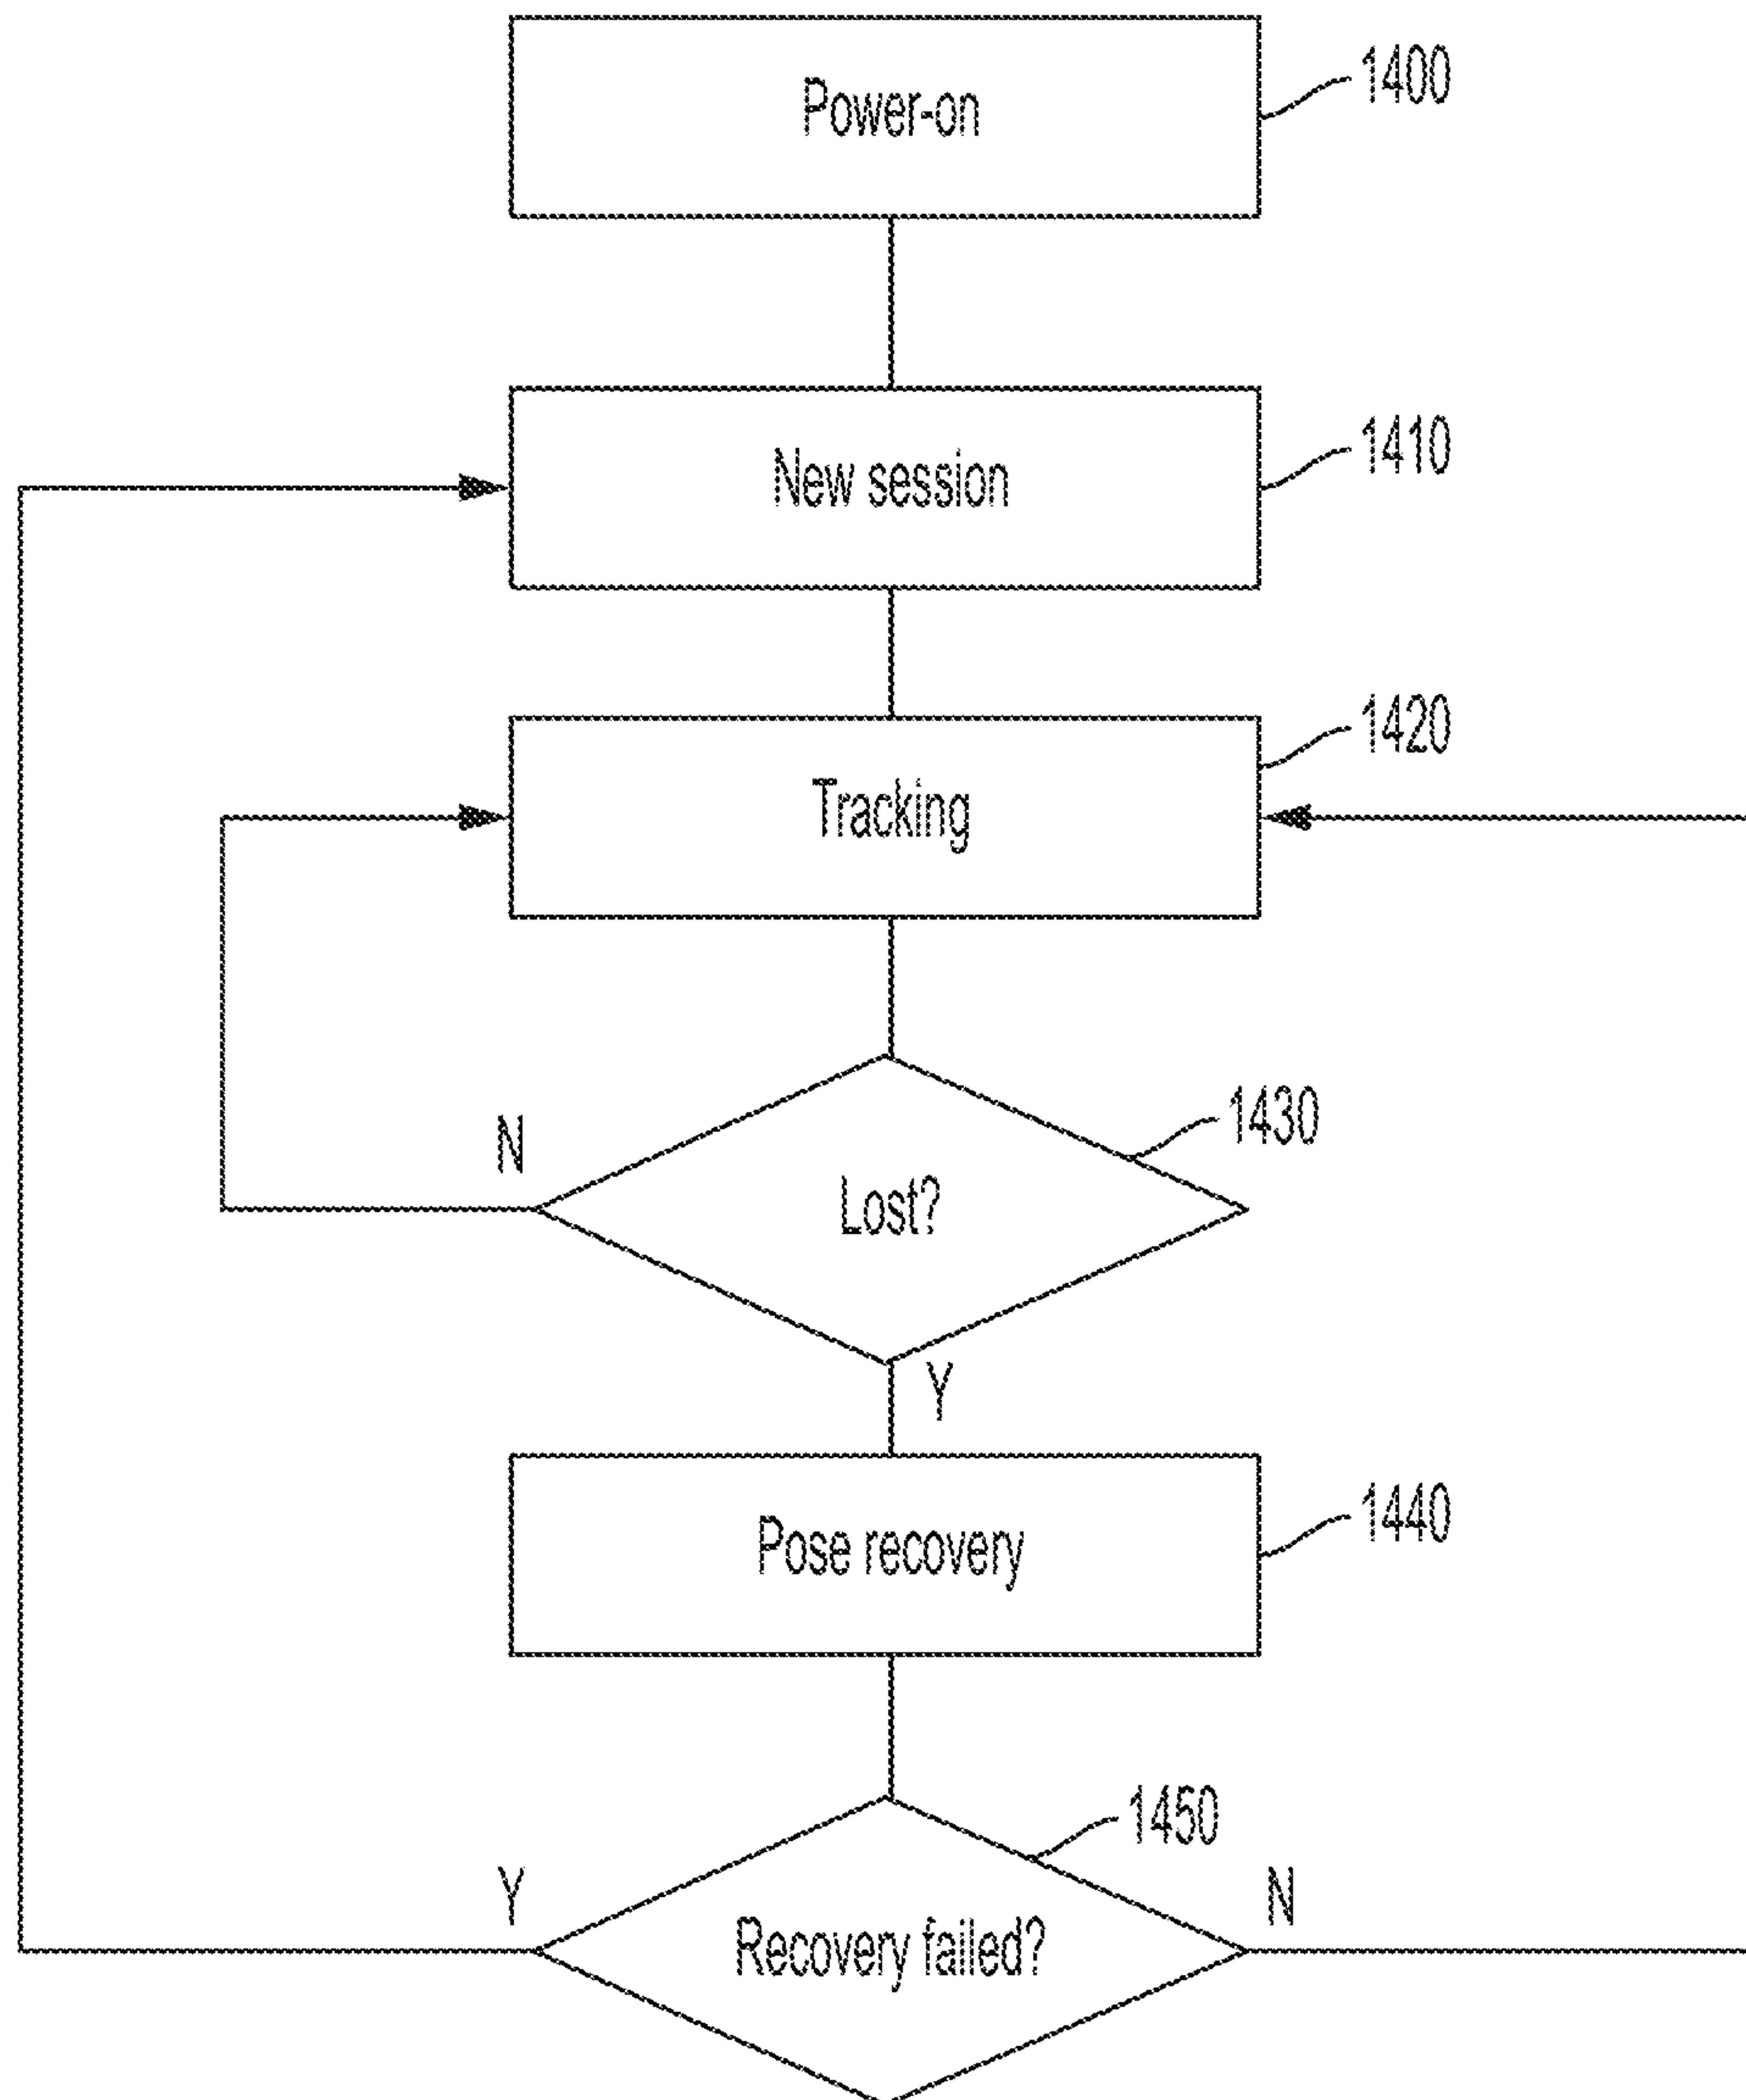 Power-on
1400
New session
1410
Tracking
1420
N
Lost?
1430
Y
Pose recovery
1440
Y
Recovery failed?
1450
N